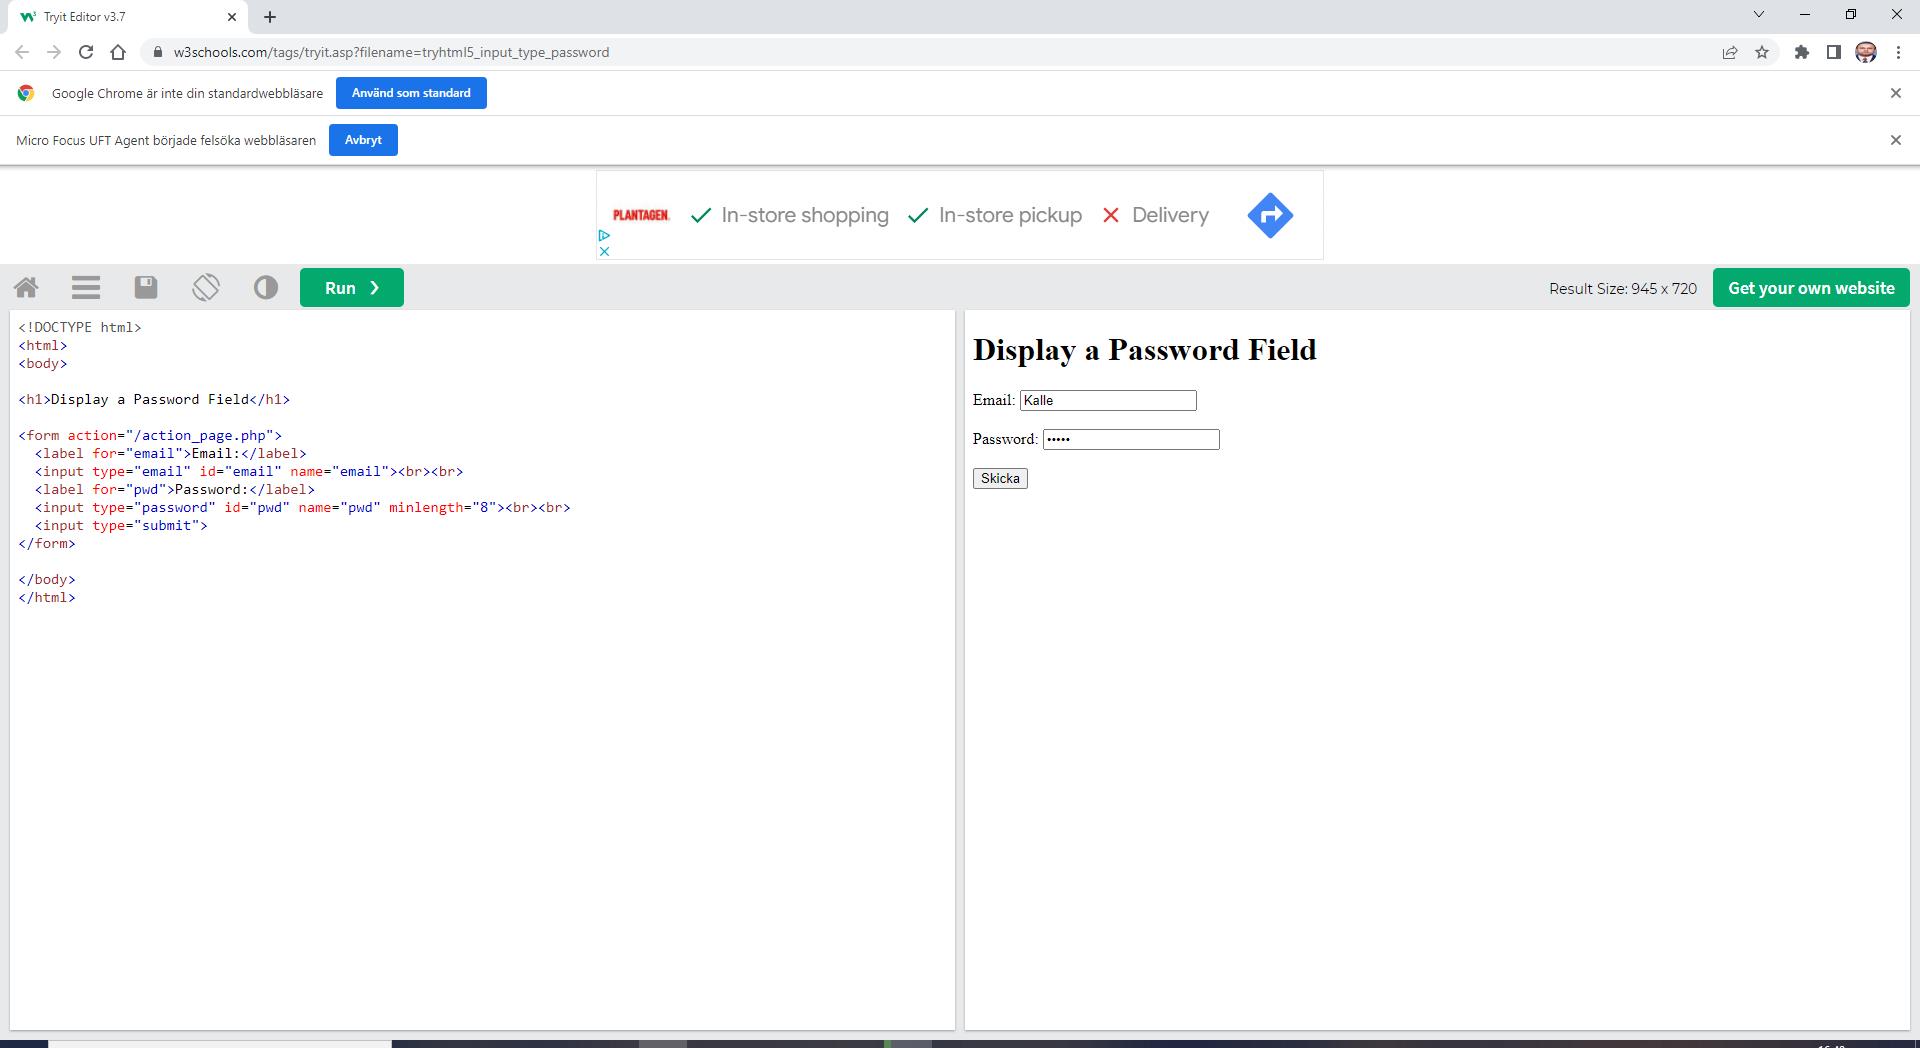 Tryit Editor v3.7
w3schools.com/tags/tryit.asp?filename=tryhtml5_input_type_password
Google Chrome är inte din standardwebbläsare
Använd som standard
Micro Focus UFT Agent började felsöka webbläsaren
Avbryt
PLANTAGEN
In-store shopping
In-store pickup
Delivery
Run ❯
Result Size: 945 x 720
Get your own website
<!DOCTYPE html>
<html>
<body>
<h1>Display a Password Field</h1>
<form action="/action_page.php">
<label for="email">Email:</label>
<input type="email" id="email" name="email"><br><br>
<label for="pwd">Password:</label>
<input type="password" id="pwd" name="pwd" minlength="8"><br><br>
<input type="submit">
</form>
</body>
</html>
Display a Password Field
Email: Kalle
Password: •••••
Skicka